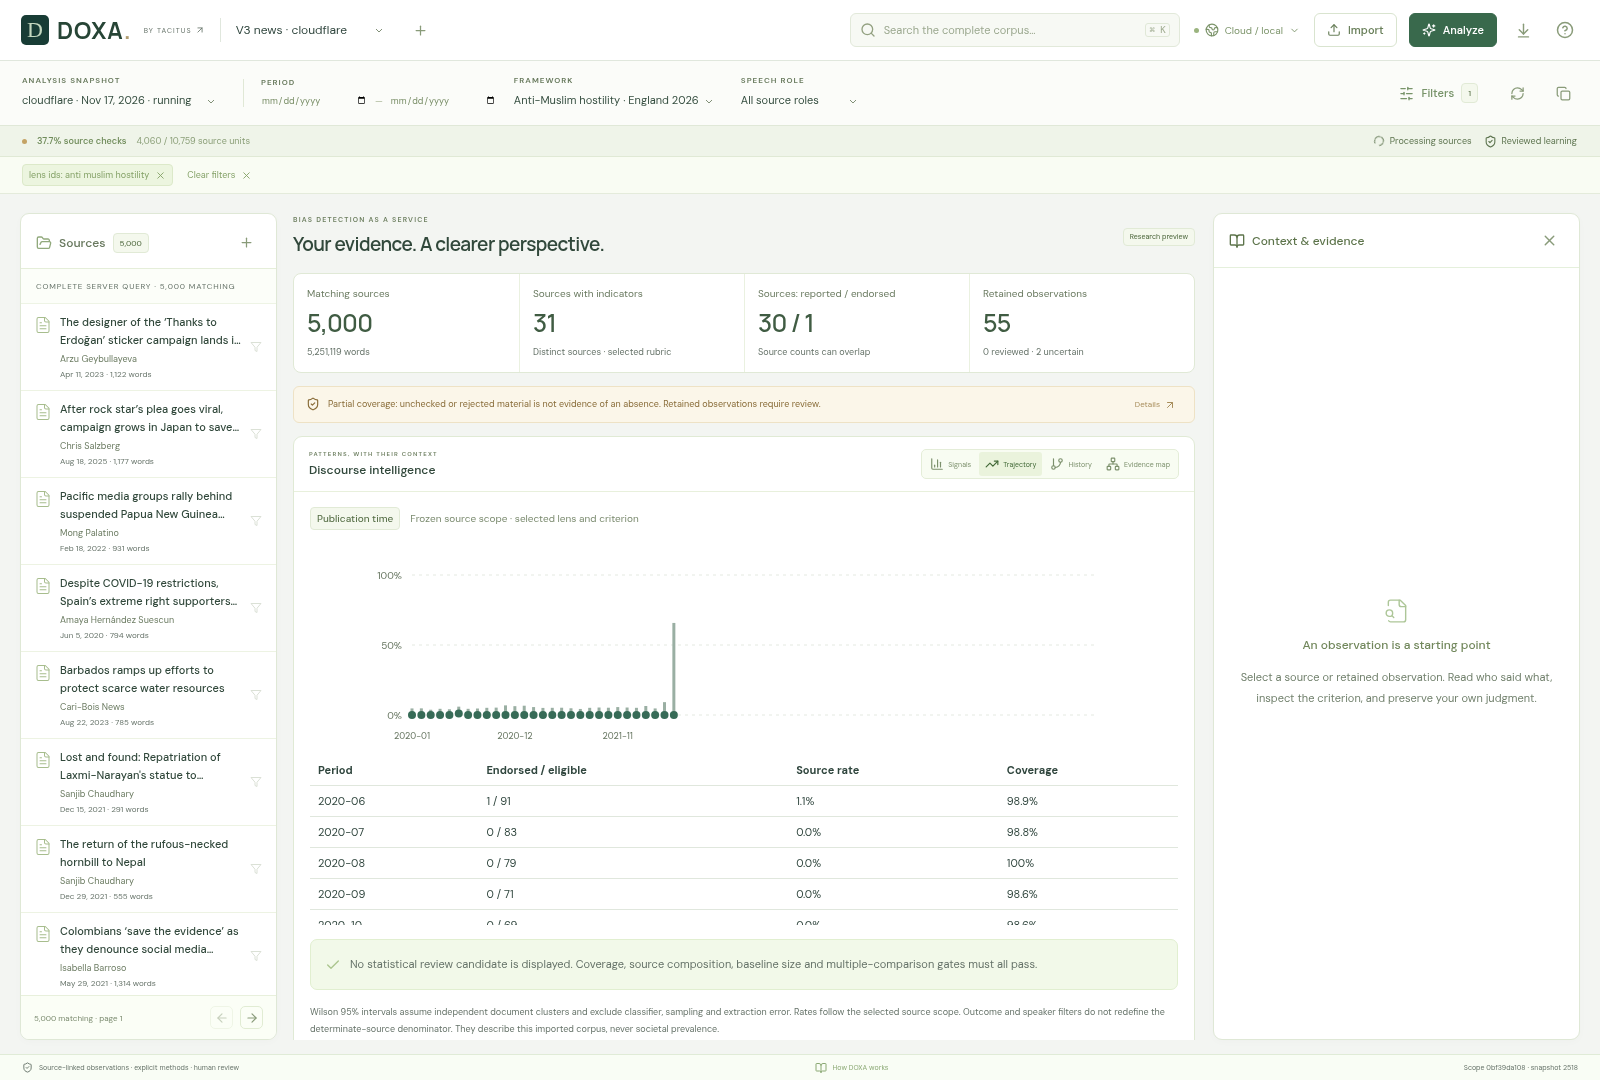 D DOXA. BY TACITUS
V3 news · cloudflare
Search the complete corpus…
⌘ K
Cloud / local
Import
Analyze
ANALYSIS SNAPSHOT
cloudflare · Nov 17, 2026 · running
PERIOD
mm/dd/yyyy — mm/dd/yyyy
FRAMEWORK
Anti-Muslim hostility · England 2026
SPEECH ROLE
All source roles
Filters 1
37.7% source checks 4,060 / 10,759 source units
Processing sources
Reviewed learning
lens ids: anti muslim hostility
Clear filters
Sources 5,000
COMPLETE SERVER QUERY · 5,000 MATCHING
The designer of the ‘Thanks to
Erdoğan’ sticker campaign lands i…
Arzu Geybullayeva
Apr 11, 2023 · 1,122 words
After rock star’s plea goes viral,
campaign grows in Japan to save…
Chris Salzberg
Aug 18, 2025 · 1,177 words
Pacific media groups rally behind
suspended Papua New Guinea…
Mong Palatino
Feb 18, 2022 · 931 words
Despite COVID-19 restrictions,
Spain’s extreme right supporters…
Amaya Hernández Suescun
Jun 5, 2020 · 794 words
Barbados ramps up efforts to
protect scarce water resources
Cari-Bois News
Aug 22, 2023 · 785 words
Lost and found: Repatriation of
Laxmi-Narayan's statue to…
Sanjib Chaudhary
Dec 15, 2021 · 291 words
The return of the rufous-necked
hornbill to Nepal
Sanjib Chaudhary
Dec 29, 2021 · 555 words
Colombians ‘save the evidence’ as
they denounce social media…
Isabella Barroso
May 29, 2021 · 1,314 words
5,000 matching · page 1
BIAS DETECTION AS A SERVICE
Your evidence. A clearer perspective.
Research preview
Matching sources
5,000
5,251,119 words
Sources with indicators
31
Distinct sources · selected rubric
Sources: reported / endorsed
30 / 1
Source counts can overlap
Retained observations
55
0 reviewed · 2 uncertain
Partial coverage: unchecked or rejected material is not evidence of an absence. Retained observations require review.
Details
PATTERNS, WITH THEIR CONTEXT
Discourse intelligence
Signals
Trajectory
History
Evidence map
Publication time
Frozen source scope · selected lens and criterion
100%
50%
0%
2020-01 2020-12 2021-11
Period Endorsed / eligible Source rate Coverage
2020-06 1 / 91 1.1% 98.9%
2020-07 0 / 83 0.0% 98.8%
2020-08 0 / 79 0.0% 100%
2020-09 0 / 71 0.0% 98.6%
2020-10 0 / 69 0.0% 98.6%
No statistical review candidate is displayed. Coverage, source composition, baseline size and multiple-comparison gates must all pass.
Wilson 95% intervals assume independent document clusters and exclude classifier, sampling and extraction error. Rates follow the selected source scope. Outcome and speaker filters do not redefine the
determinate-source denominator. They describe this imported corpus, never societal prevalence.
Context & evidence
An observation is a starting point
Select a source or retained observation. Read who said what,
inspect the criterion, and preserve your own judgment.
Source-linked observations · explicit methods · human review
How DOXA works
Scope 0bf39da108 · snapshot 2518